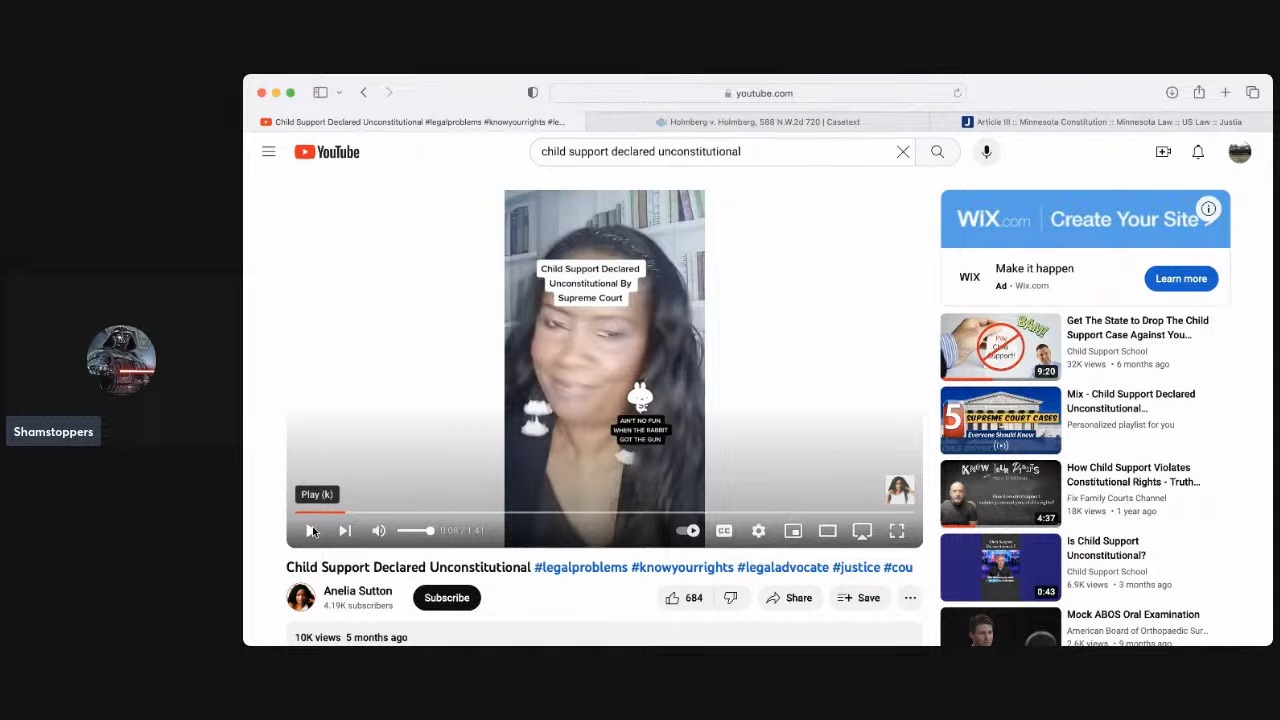 youtube.com
Child Support Declared Unconstitutional #legalproblems #knowyourrights #le...
Holmberg v. Holmberg, 588 N.W.2d 720 | Casetext
Article III :: Minnesota Constitution :: Minnesota Law :: US Law :: Justia
YouTube
child support declared unconstitutional
Child Support Declared
Unconstitutional By
Supreme Court
AIN'T NO FUN
WHEN THE RABBIT
GOT THE GUN
Play (k)
0:08 / 1:41
CC
Child Support Declared Unconstitutional #legalproblems #knowyourrights #legaladvocate #justice #cou
Anelia Sutton
4.19K subscribers
Subscribe
684
Share
Save
10K views 5 months ago
WiX.com | Create Your Site
WIX
Make it happen
Ad · Wix.com
Learn more
Pay
Child
Support!
BAM!
9:20
Get The State to Drop The Child
Support Case Against You...
Child Support School
32K views · 6 months ago
5
SUPREME COURT CASES
Everyone Should Know
Mix - Child Support Declared
Unconstitutional...
Personalized playlist for you
KNOW YOUR RIGHTS
4:37
How Child Support Violates
Constitutional Rights - Truth...
Fix Family Courts Channel
18K views · 1 year ago
0:43
Is Child Support
Unconstitutional?
Child Support School
6.9K views · 3 months ago
Mock ABOS Oral Examination
American Board of Orthopaedic Sur...
2.6K views · 9 months ago
Shamstoppers